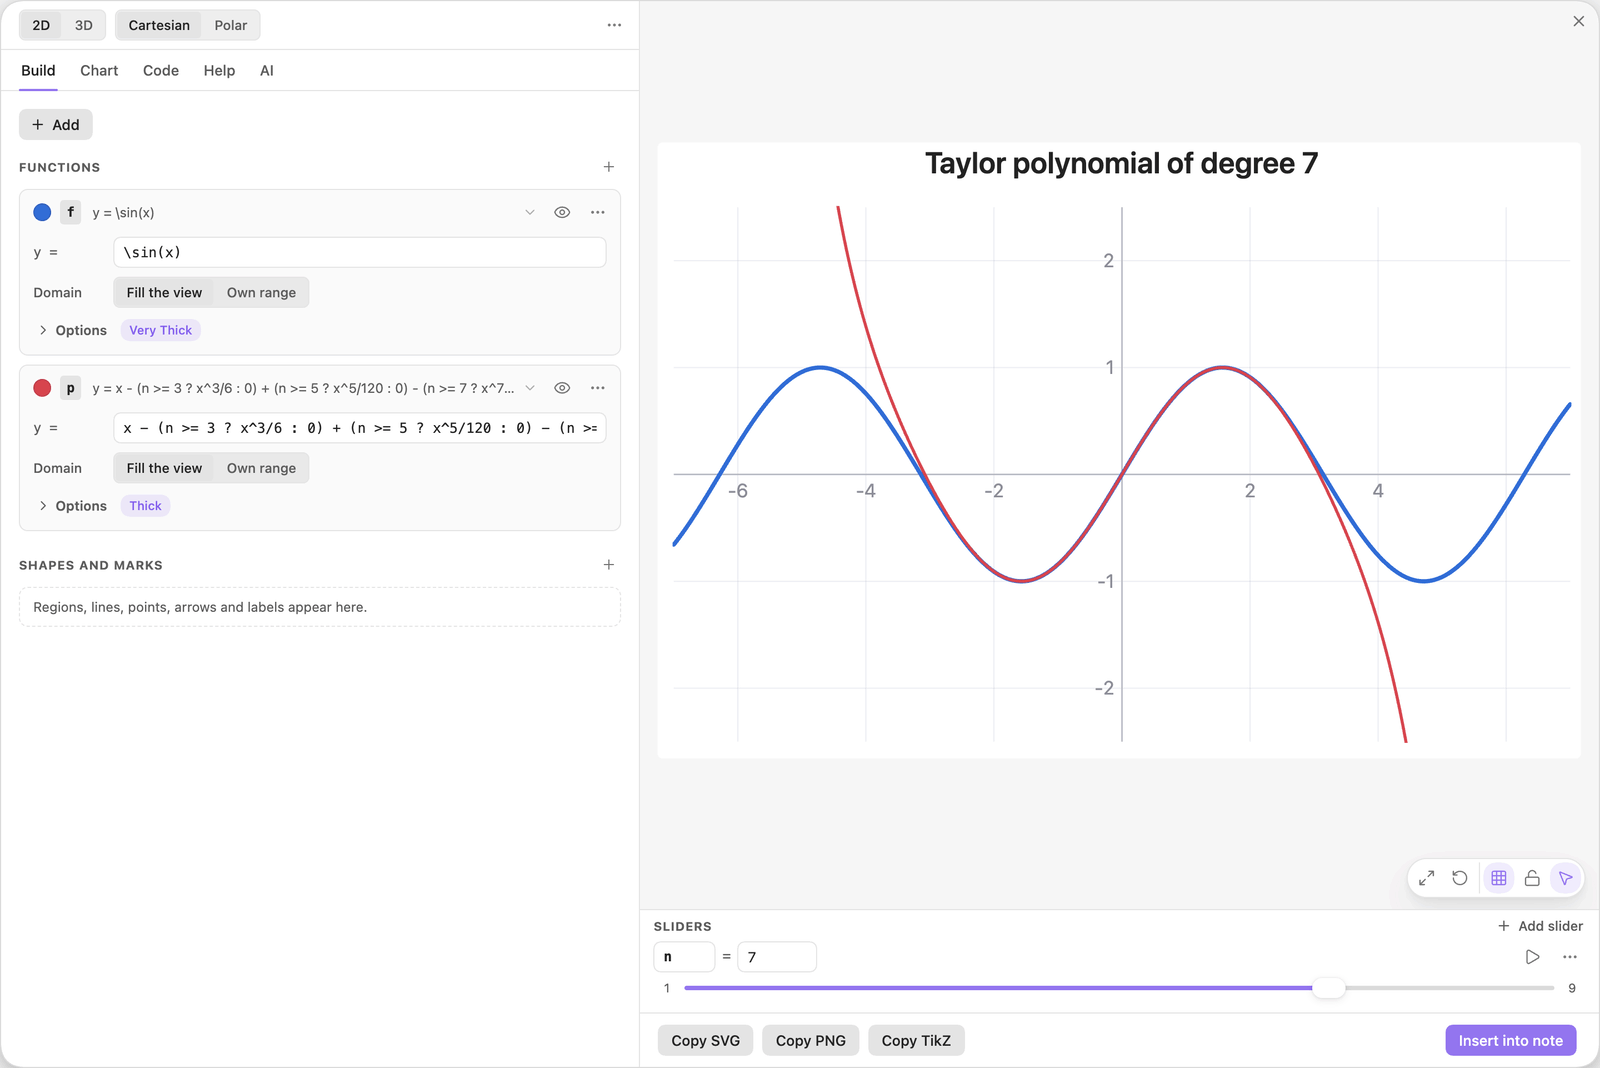 2D 3D Cartesian Polar
Build Chart Code Help AI
+ Add
FUNCTIONS
f y = \sin(x)
y = \sin(x)
Domain Fill the view Own range
Options Very Thick
p y = x - (n >= 3 ? x^3/6 : 0) + (n >= 5 ? x^5/120 : 0) - (n >= 7 ? x^7...
y = x - (n >= 3 ? x^3/6 : 0) + (n >= 5 ? x^5/120 : 0) - (n >=
Domain Fill the view Own range
Options Thick
SHAPES AND MARKS
Regions, lines, points, arrows and labels appear here.
Taylor polynomial of degree 7
2
1
-6 -4 -2 2 4
-1
-2
SLIDERS + Add slider
n = 7
1 9
Copy SVG Copy PNG Copy TikZ Insert into note